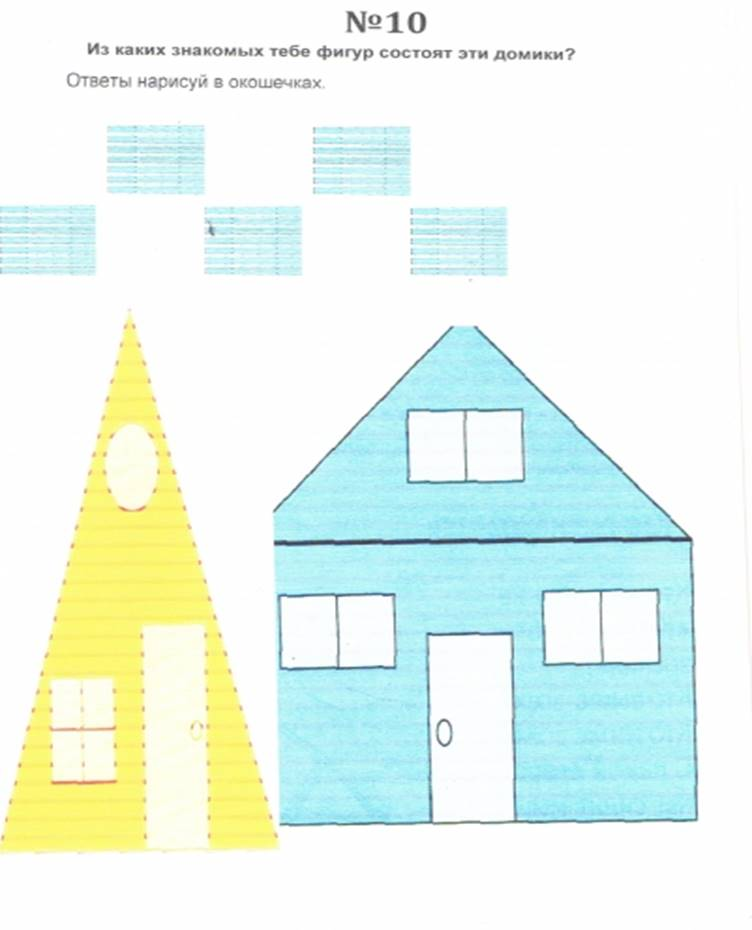 №10
Из каких знакомых тебе фигур состоят эти домики?
Ответы нарисуй в окошечках.